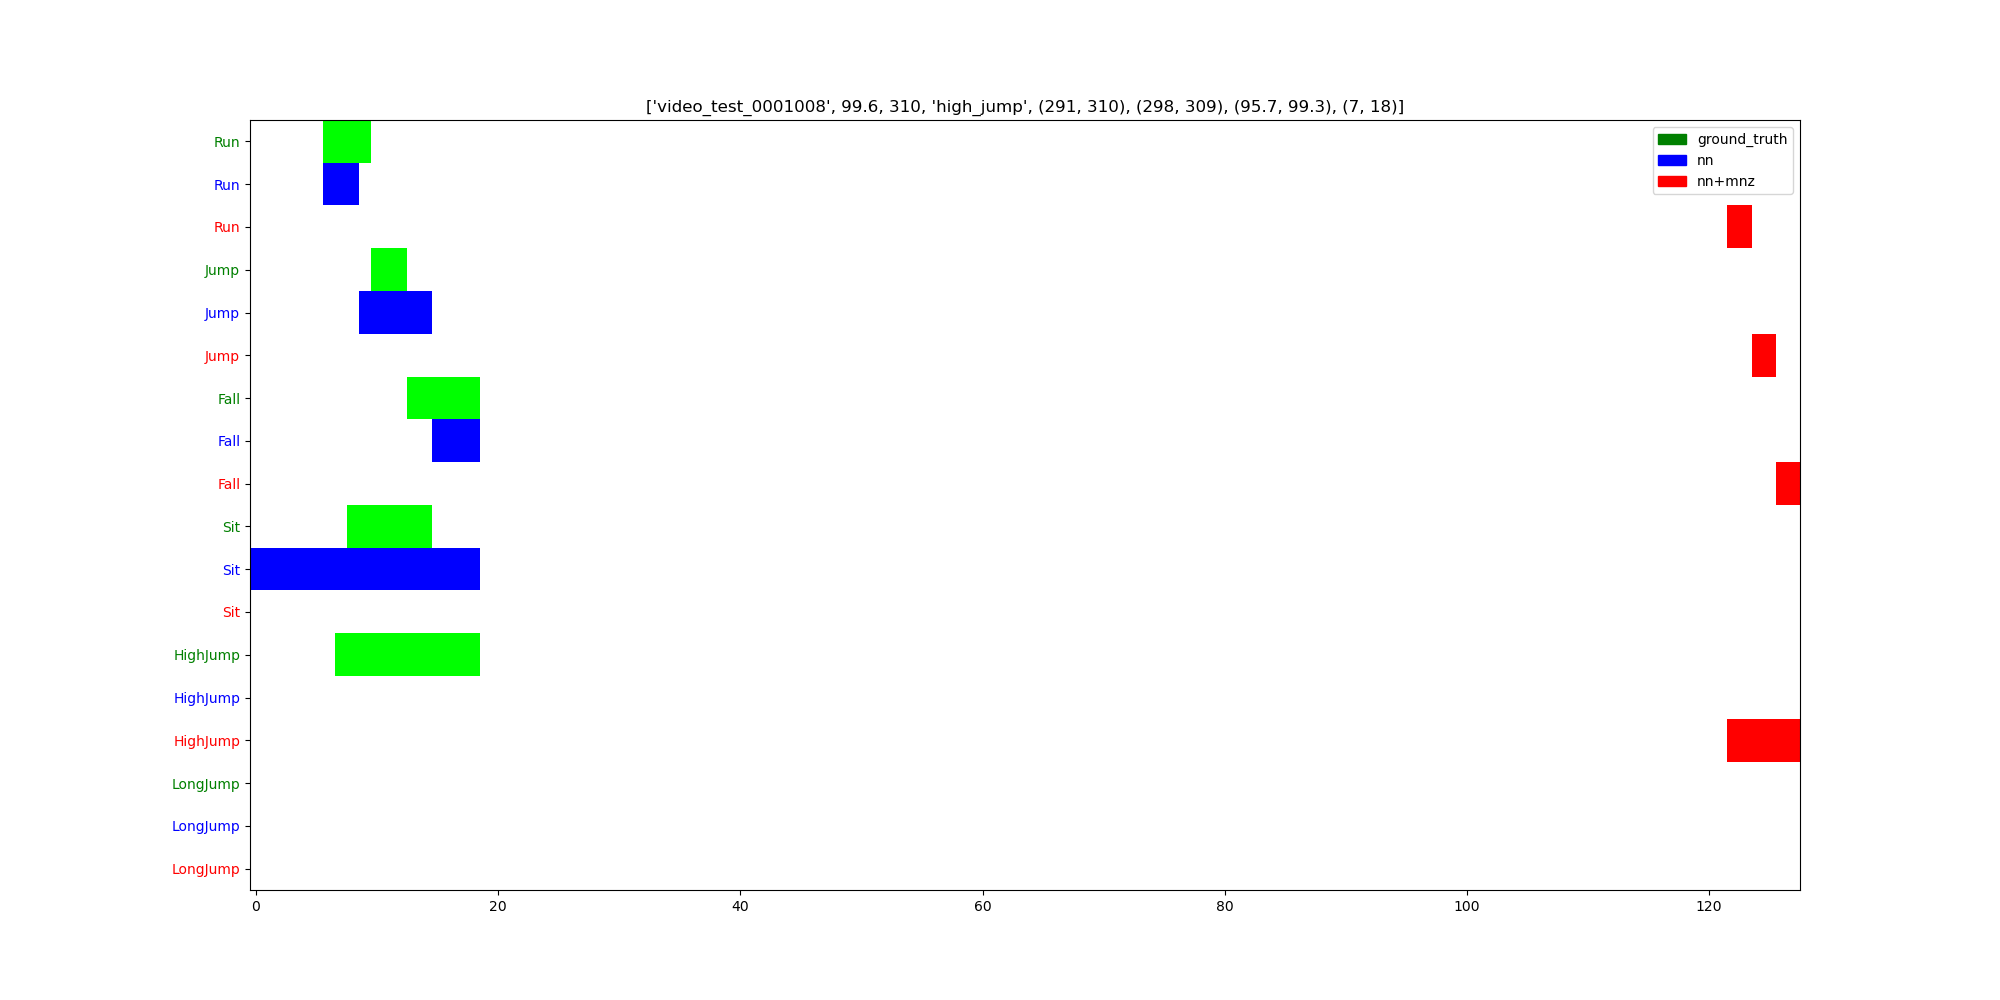 ['video_test_0001008', 99.6, 310, 'high_jump', (291, 310), (298, 309), (95.7, 99.3), (7, 18)]
ground_truth
nn
nn+mnz
Run
Run
Run
Jump
Jump
Jump
Fall
Fall
Fall
Sit
Sit
Sit
HighJump
HighJump
HighJump
LongJump
LongJump
LongJump
0 20 40 60 80 100 120